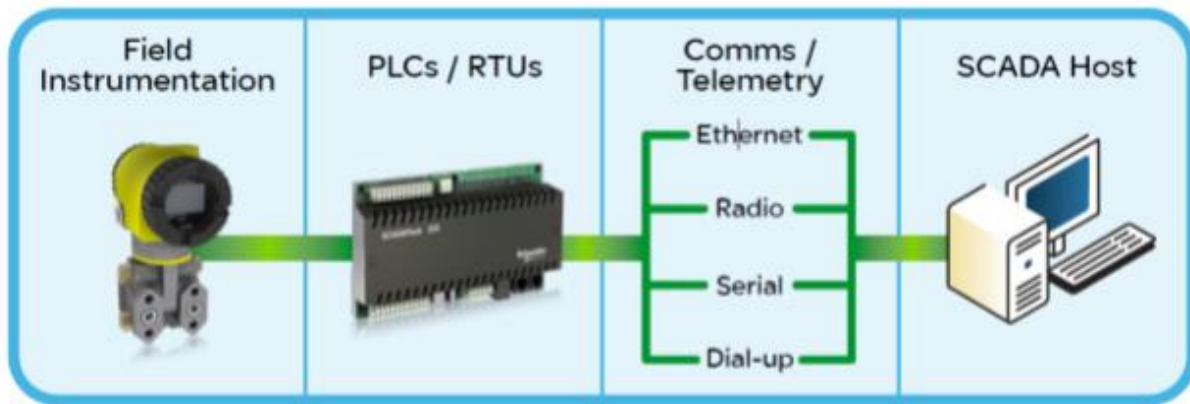 Field
Instrumentation
PLCs / RTUs
Comms /
Telemetry
SCADA Host
Ethernet
Radio
Serial
Dial-up